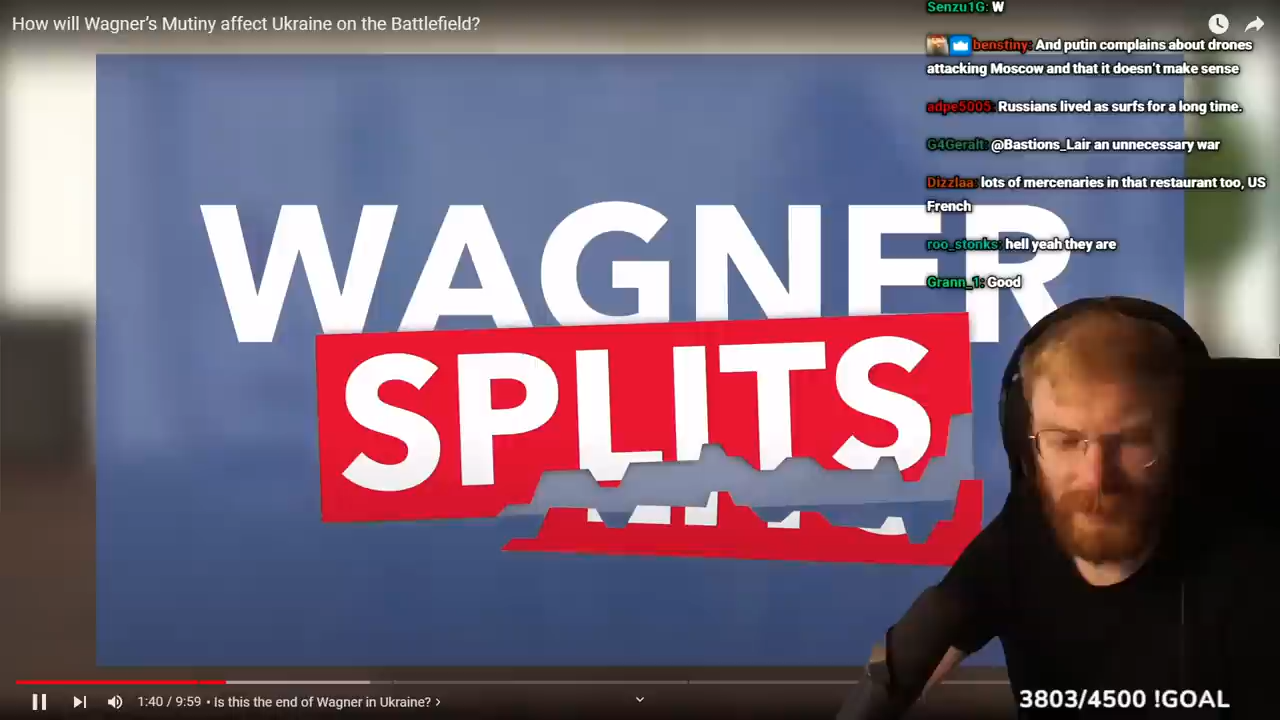 How will Wagner’s Mutiny affect Ukraine on the Battlefield?
Senzu1G: W
benstiny: And putin complains about drones
attacking Moscow and that it doesn't make sense
adpe5005: Russians lived as surfs for a long time.
G4Geralt: @Bastions_Lair an unnecessary war
Dizzlaa: lots of mercenaries in that restaurant too, US
French
roo_stonks: hell yeah they are
Grann_1: Good
WAGNER
SPLITS
1:40 / 9:59 • Is this the end of Wagner in Ukraine? ›
3803/4500 !GOAL